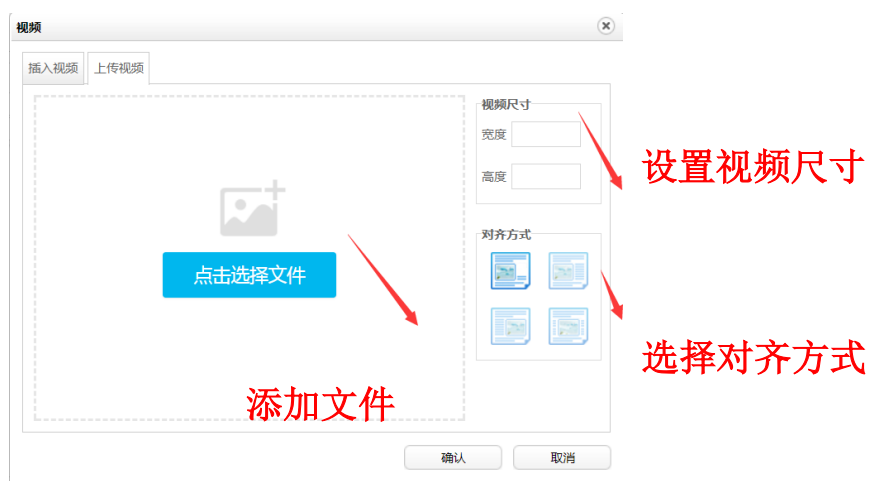 视频
插入视频
上传视频
视频尺寸
宽度
高度
设置视频尺寸
点击选择文件
对齐方式
选择对齐方式
添加文件
确认
取消